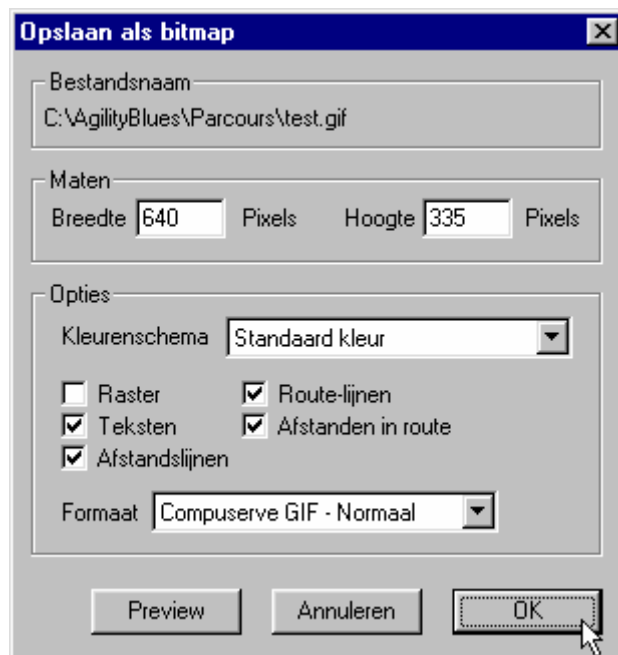 Opslaan als bitmap
Bestandsnaam
C:\AgilityBlues\Parcours\test.gif
Maten
Breedte 640 Pixels Hoogte 335 Pixels
Opties
Kleurenschema Standaard kleur
Raster Route-lijnen
Teksten Afstanden in route
Afstandslijnen
Formaat Compuserve GIF - Normaal
Preview Annuleren OK